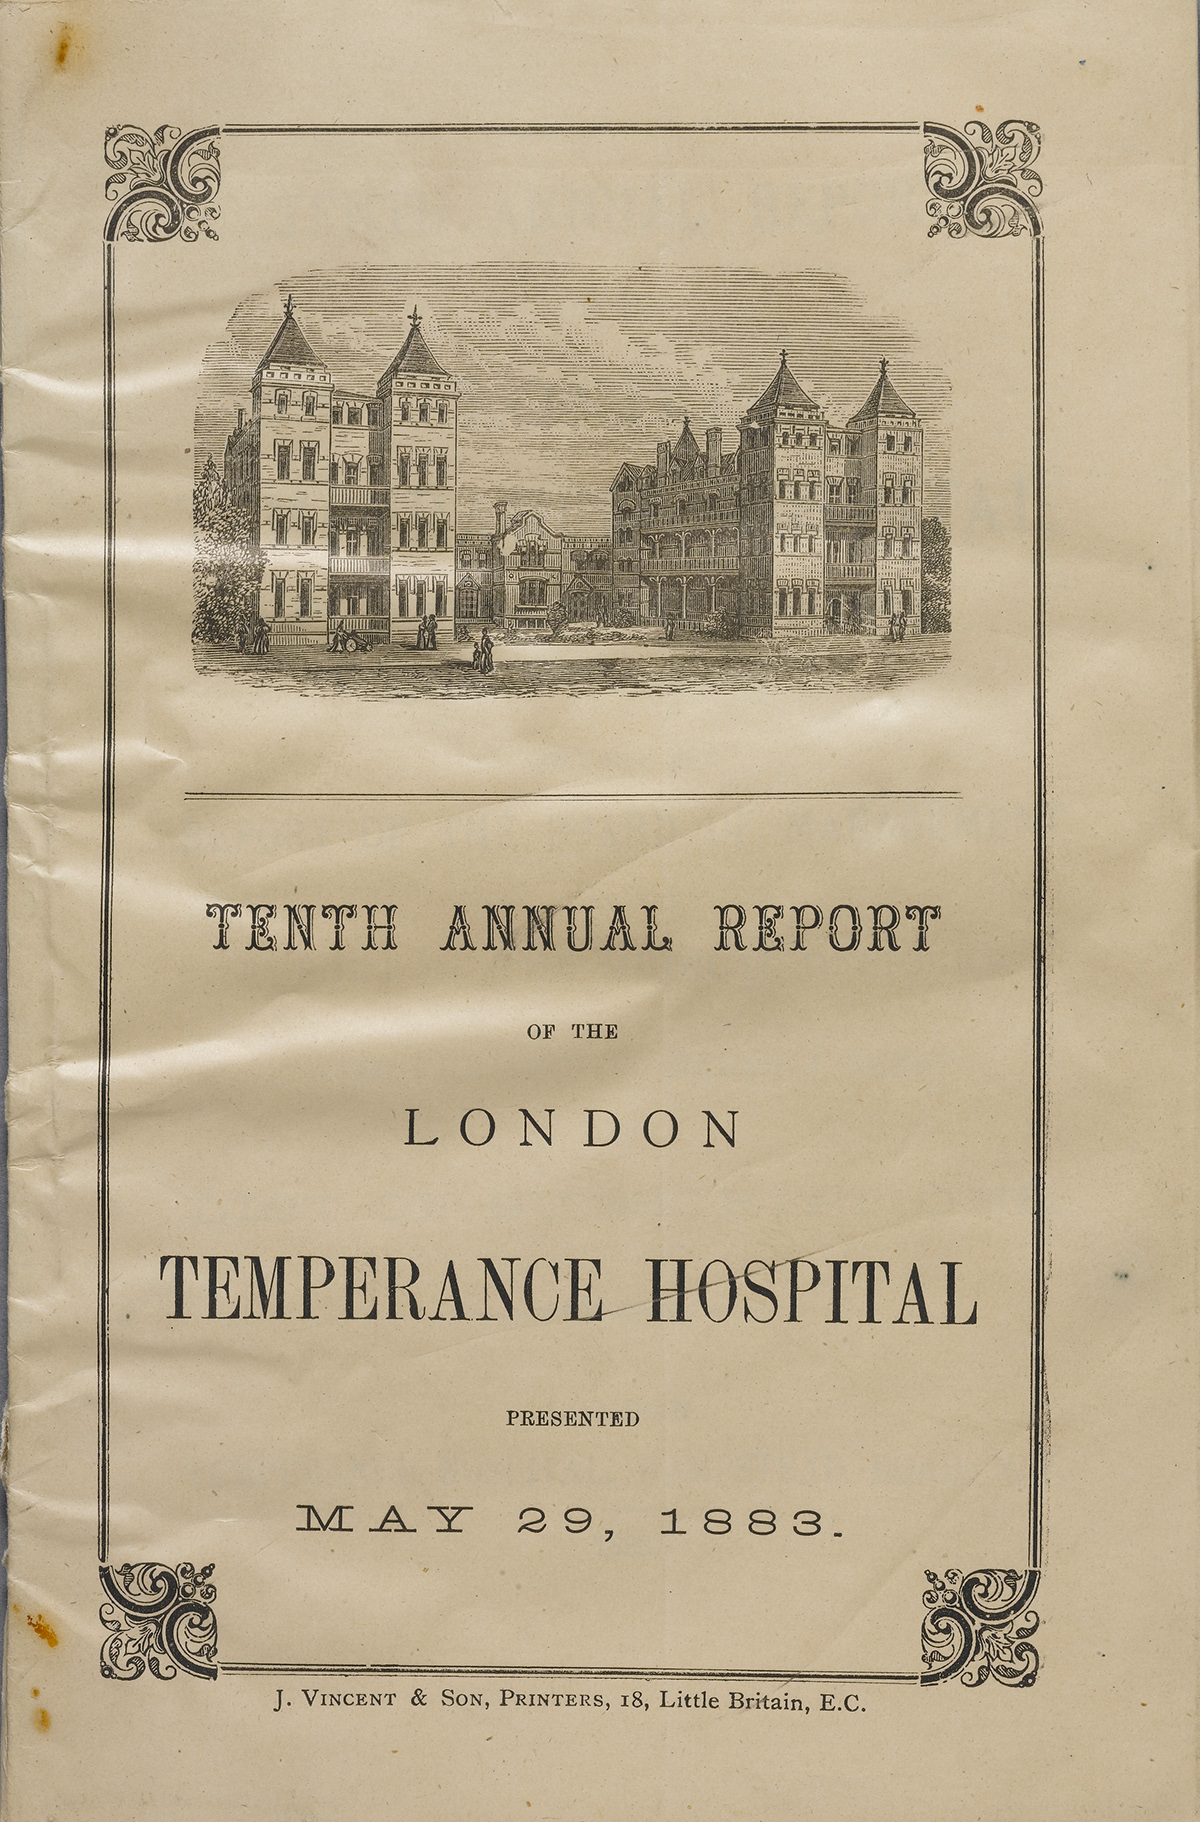 TENTH ANNUAL REPORT
OF THE
LONDON
TEMPERANCE HOSPITAL
PRESENTED
MAY 29, 1883.
J. VINCENT & SON, PRINTERS, 18, Little Britain, E.C.